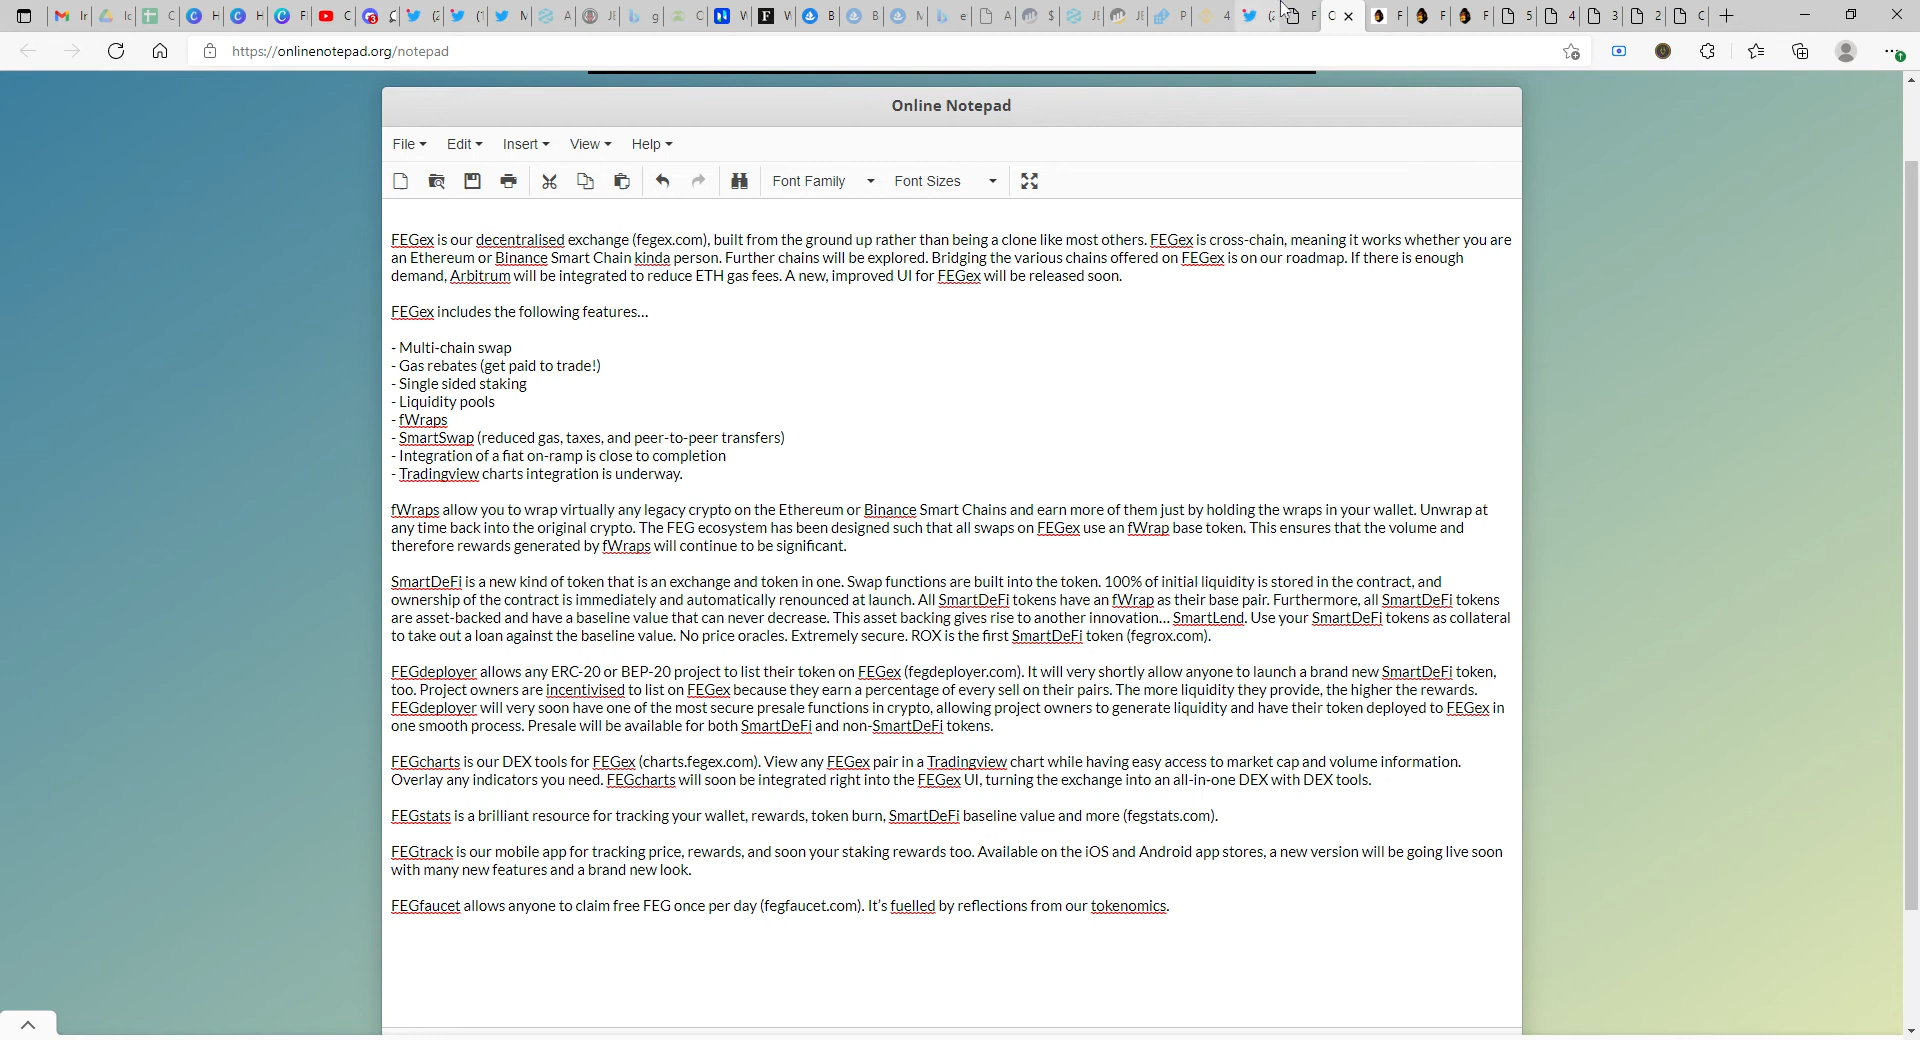 https://onlinenotepad.org/notepad
Online Notepad
File Edit Insert View Help
Font Family Font Sizes
FEGex is our decentralised exchange (fegex.com), built from the ground up rather than being a clone like most others. FEGex is cross-chain, meaning it works whether you are
an Ethereum or Binance Smart Chain kinda person. Further chains will be explored. Bridging the various chains offered on FEGex is on our roadmap. If there is enough
demand, Arbitrum will be integrated to reduce ETH gas fees. A new, improved UI for FEGex will be released soon.
FEGex includes the following features...
- Multi-chain swap
- Gas rebates (get paid to trade!)
- Single sided staking
- Liquidity pools
- fWraps
- SmartSwap (reduced gas, taxes, and peer-to-peer transfers)
- Integration of a fiat on-ramp is close to completion
- Tradingview charts integration is underway.
fWraps allow you to wrap virtually any legacy crypto on the Ethereum or Binance Smart Chains and earn more of them just by holding the wraps in your wallet. Unwrap at
any time back into the original crypto. The FEG ecosystem has been designed such that all swaps on FEGex use an fWrap base token. This ensures that the volume and
therefore rewards generated by fWraps will continue to be significant.
SmartDeFi is a new kind of token that is an exchange and token in one. Swap functions are built into the token. 100% of initial liquidity is stored in the contract, and
ownership of the contract is immediately and automatically renounced at launch. All SmartDeFi tokens have an fWrap as their base pair. Furthermore, all SmartDeFi tokens
are asset-backed and have a baseline value that can never decrease. This asset backing gives rise to another innovation... SmartLend. Use your SmartDeFi tokens as collateral
to take out a loan against the baseline value. No price oracles. Extremely secure. ROX is the first SmartDeFi token (fegrox.com).
FEGdeployer allows any ERC-20 or BEP-20 project to list their token on FEGex (fegdeployer.com). It will very shortly allow anyone to launch a brand new SmartDeFi token,
too. Project owners are incentivised to list on FEGex because they earn a percentage of every sell on their pairs. The more liquidity they provide, the higher the rewards.
FEGdeployer will very soon have one of the most secure presale functions in crypto, allowing project owners to generate liquidity and have their token deployed to FEGex in
one smooth process. Presale will be available for both SmartDeFi and non-SmartDeFi tokens.
FEGcharts is our DEX tools for FEGex (charts.fegex.com). View any FEGex pair in a Tradingview chart while having easy access to market cap and volume information.
Overlay any indicators you need. FEGcharts will soon be integrated right into the FEGex UI, turning the exchange into an all-in-one DEX with DEX tools.
FEGstats is a brilliant resource for tracking your wallet, rewards, token burn, SmartDeFi baseline value and more (fegstats.com).
FEGtrack is our mobile app for tracking price, rewards, and soon your staking rewards too. Available on the iOS and Android app stores, a new version will be going live soon
with many new features and a brand new look.
FEGfaucet allows anyone to claim free FEG once per day (fegfaucet.com). It's fuelled by reflections from our tokenomics.